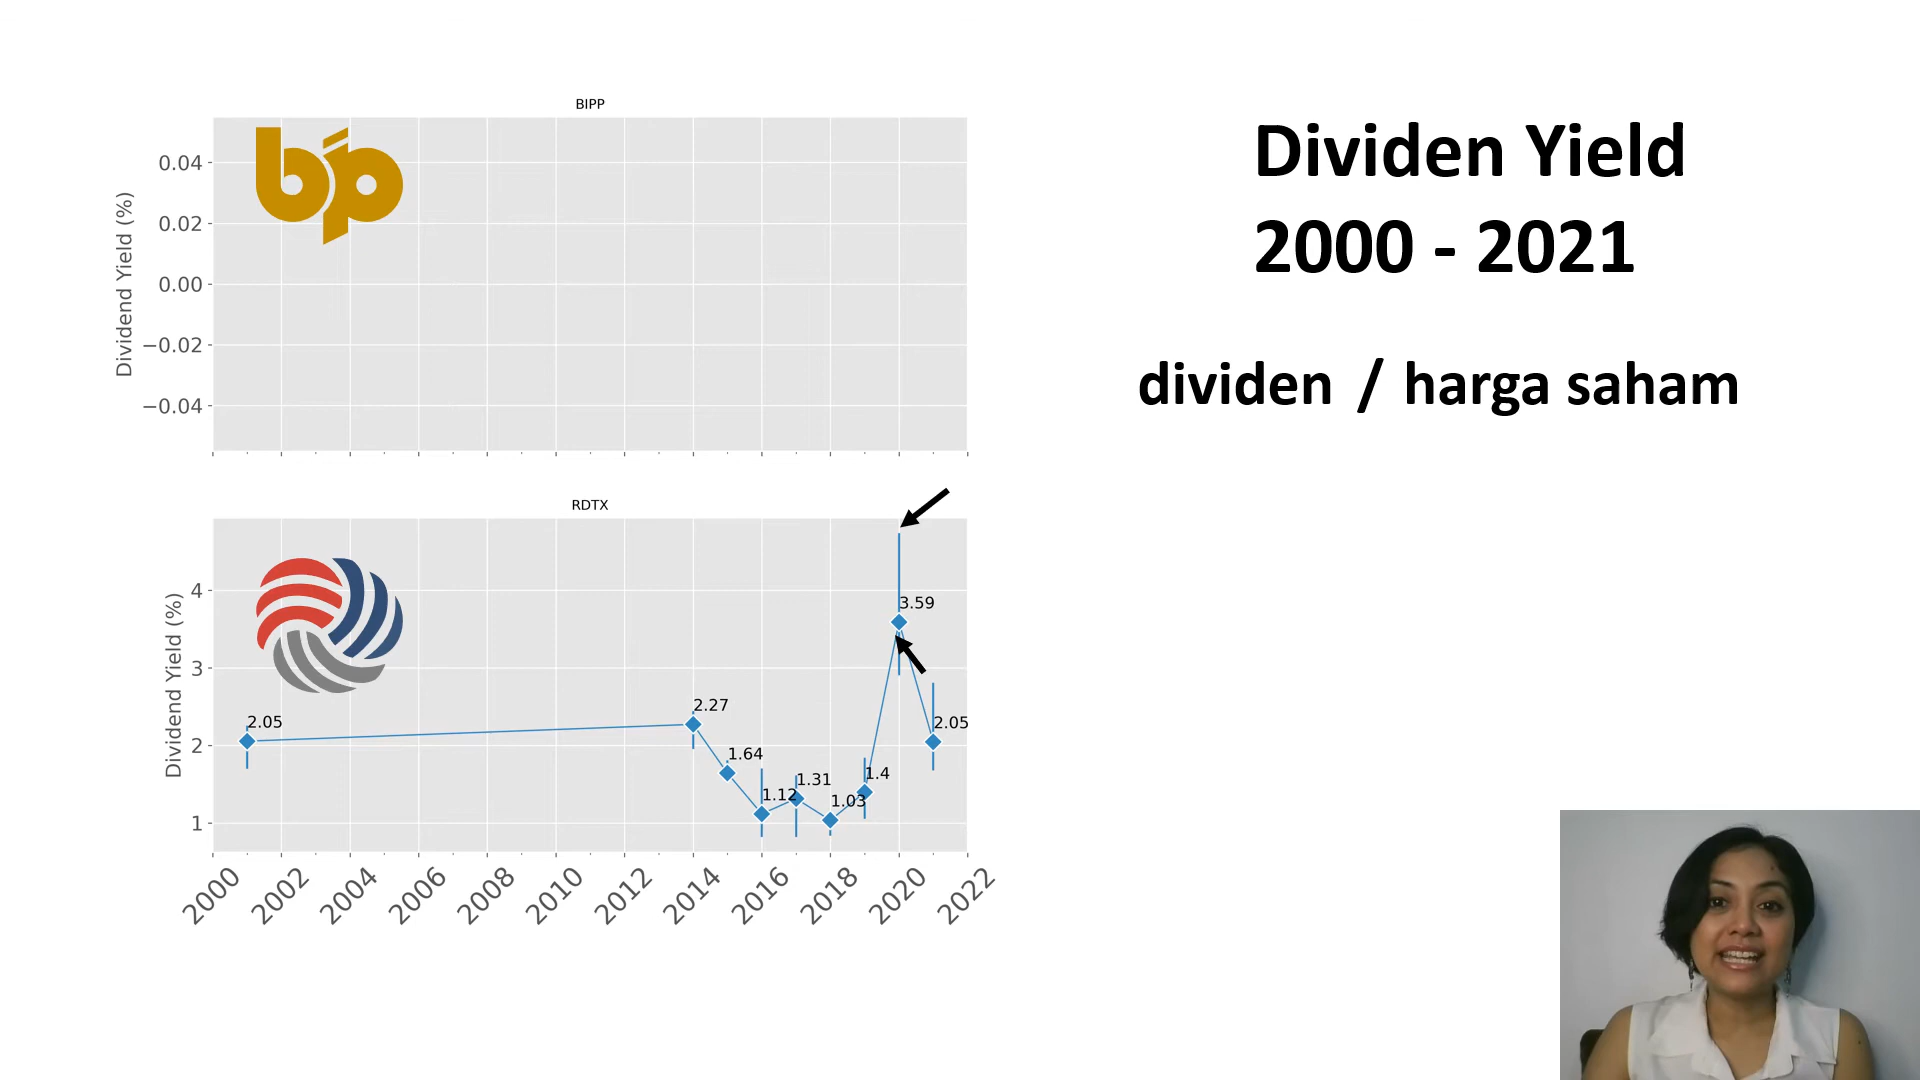 BIPP
bip
Dividend Yield (%)
0.04
0.02
0.00
−0.02
−0.04
RDTX
Dividend Yield (%)
4
3
2
1
2.05
2.27
1.64
1.12
1.31
1.03
1.4
3.59
2.05
2000 2002 2004 2006 2008 2010 2012 2014 2016 2018 2020 2022
Dividen Yield
2000 - 2021
dividen / harga saham